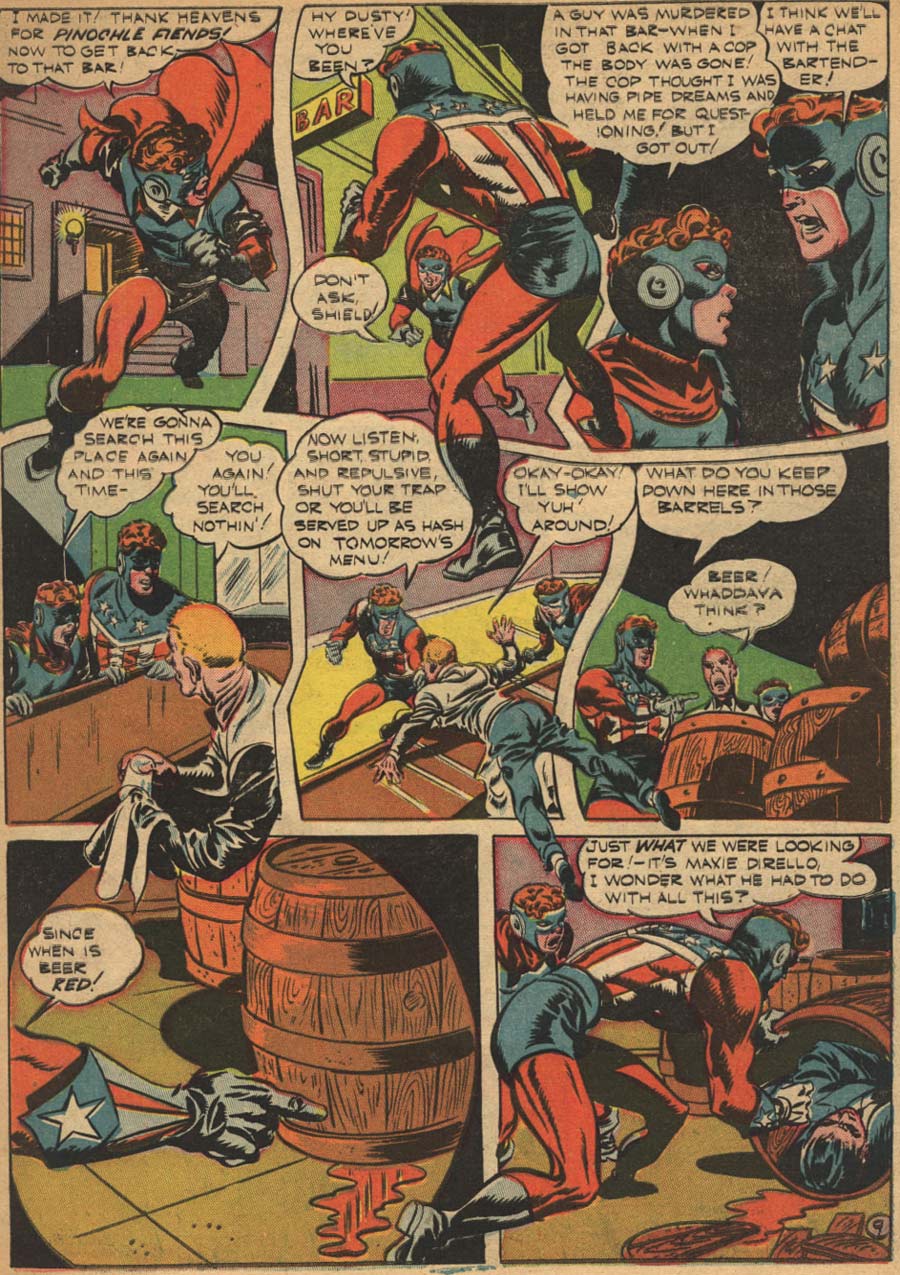 I MADE IT! THANK HEAVENS
FOR PINOCHLE FIENDS!
NOW TO GET BACK
TO THAT BAR!
HY DUSTY!
WHERE'VE
YOU
BEEN?
BAR
DON'T
ASK,
SHIELD!
A GUY WAS MURDERED
IN THAT BAR—WHEN I
GOT BACK WITH A COP
THE BODY WAS GONE!
THE COP THOUGHT I WAS
HAVING PIPE DREAMS AND
HELD ME FOR QUEST-
IONING! BUT I
GOT OUT!
I THINK WE'LL
HAVE A CHAT
WITH THE
BARTEND-
ER!
WE'RE GONNA
SEARCH THIS
PLACE AGAIN
AND THIS
TIME-
YOU
AGAIN!
YOU'LL
SEARCH
NOTHIN'!
NOW LISTEN,
SHORT, STUPID,
AND REPULSIVE,
SHUT YOUR TRAP
OR YOU'LL BE
SERVED UP AS HASH
ON TOMORROW'S
MENU!
OKAY-OKAY!
I'LL SHOW
YUH'
AROUND!
WHAT DO YOU KEEP
DOWN HERE IN THOSE
BARRELS?
BEER!
WHADDAYA
THINK?
SINCE
WHEN IS
BEER
RED!
JUST WHAT WE WERE LOOKING
FOR!-IT'S MAXIE DIRELLO,
I WONDER WHAT HE HAD TO DO
WITH ALL THIS?
9